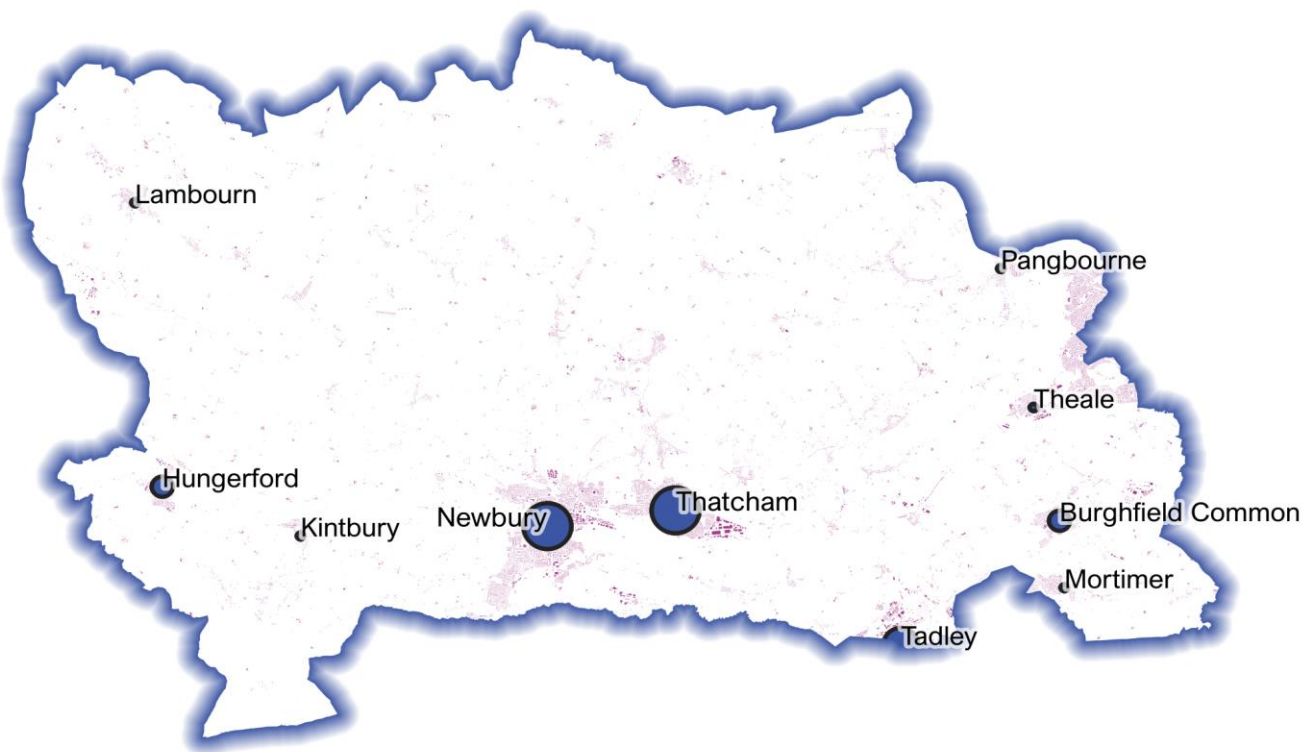 Lambourn
Pangbourne
Theale
Hungerford
Thatcham
Newbury
Burghfield Common
Kintbury
Mortimer
Tadley